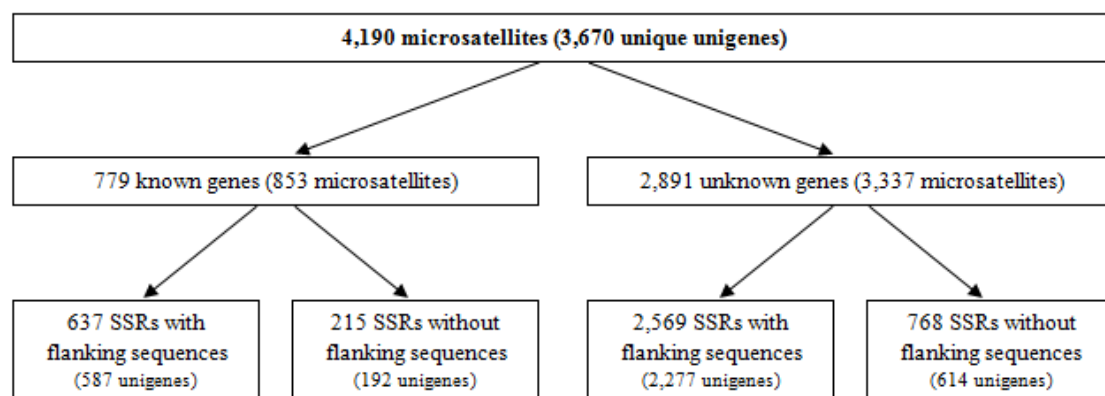 4,190 microsatellites (3,670 unique unigenes)
779 known genes (853 microsatellites)
2,891 unknown genes (3,337 microsatellites)
637 SSRs with
flanking sequences
(587 unigenes)
215 SSRs without
flanking sequences
(192 unigenes)
2,569 SSRs with
flanking sequences
(2,277 unigenes)
768 SSRs without
flanking sequences
(614 unigenes)